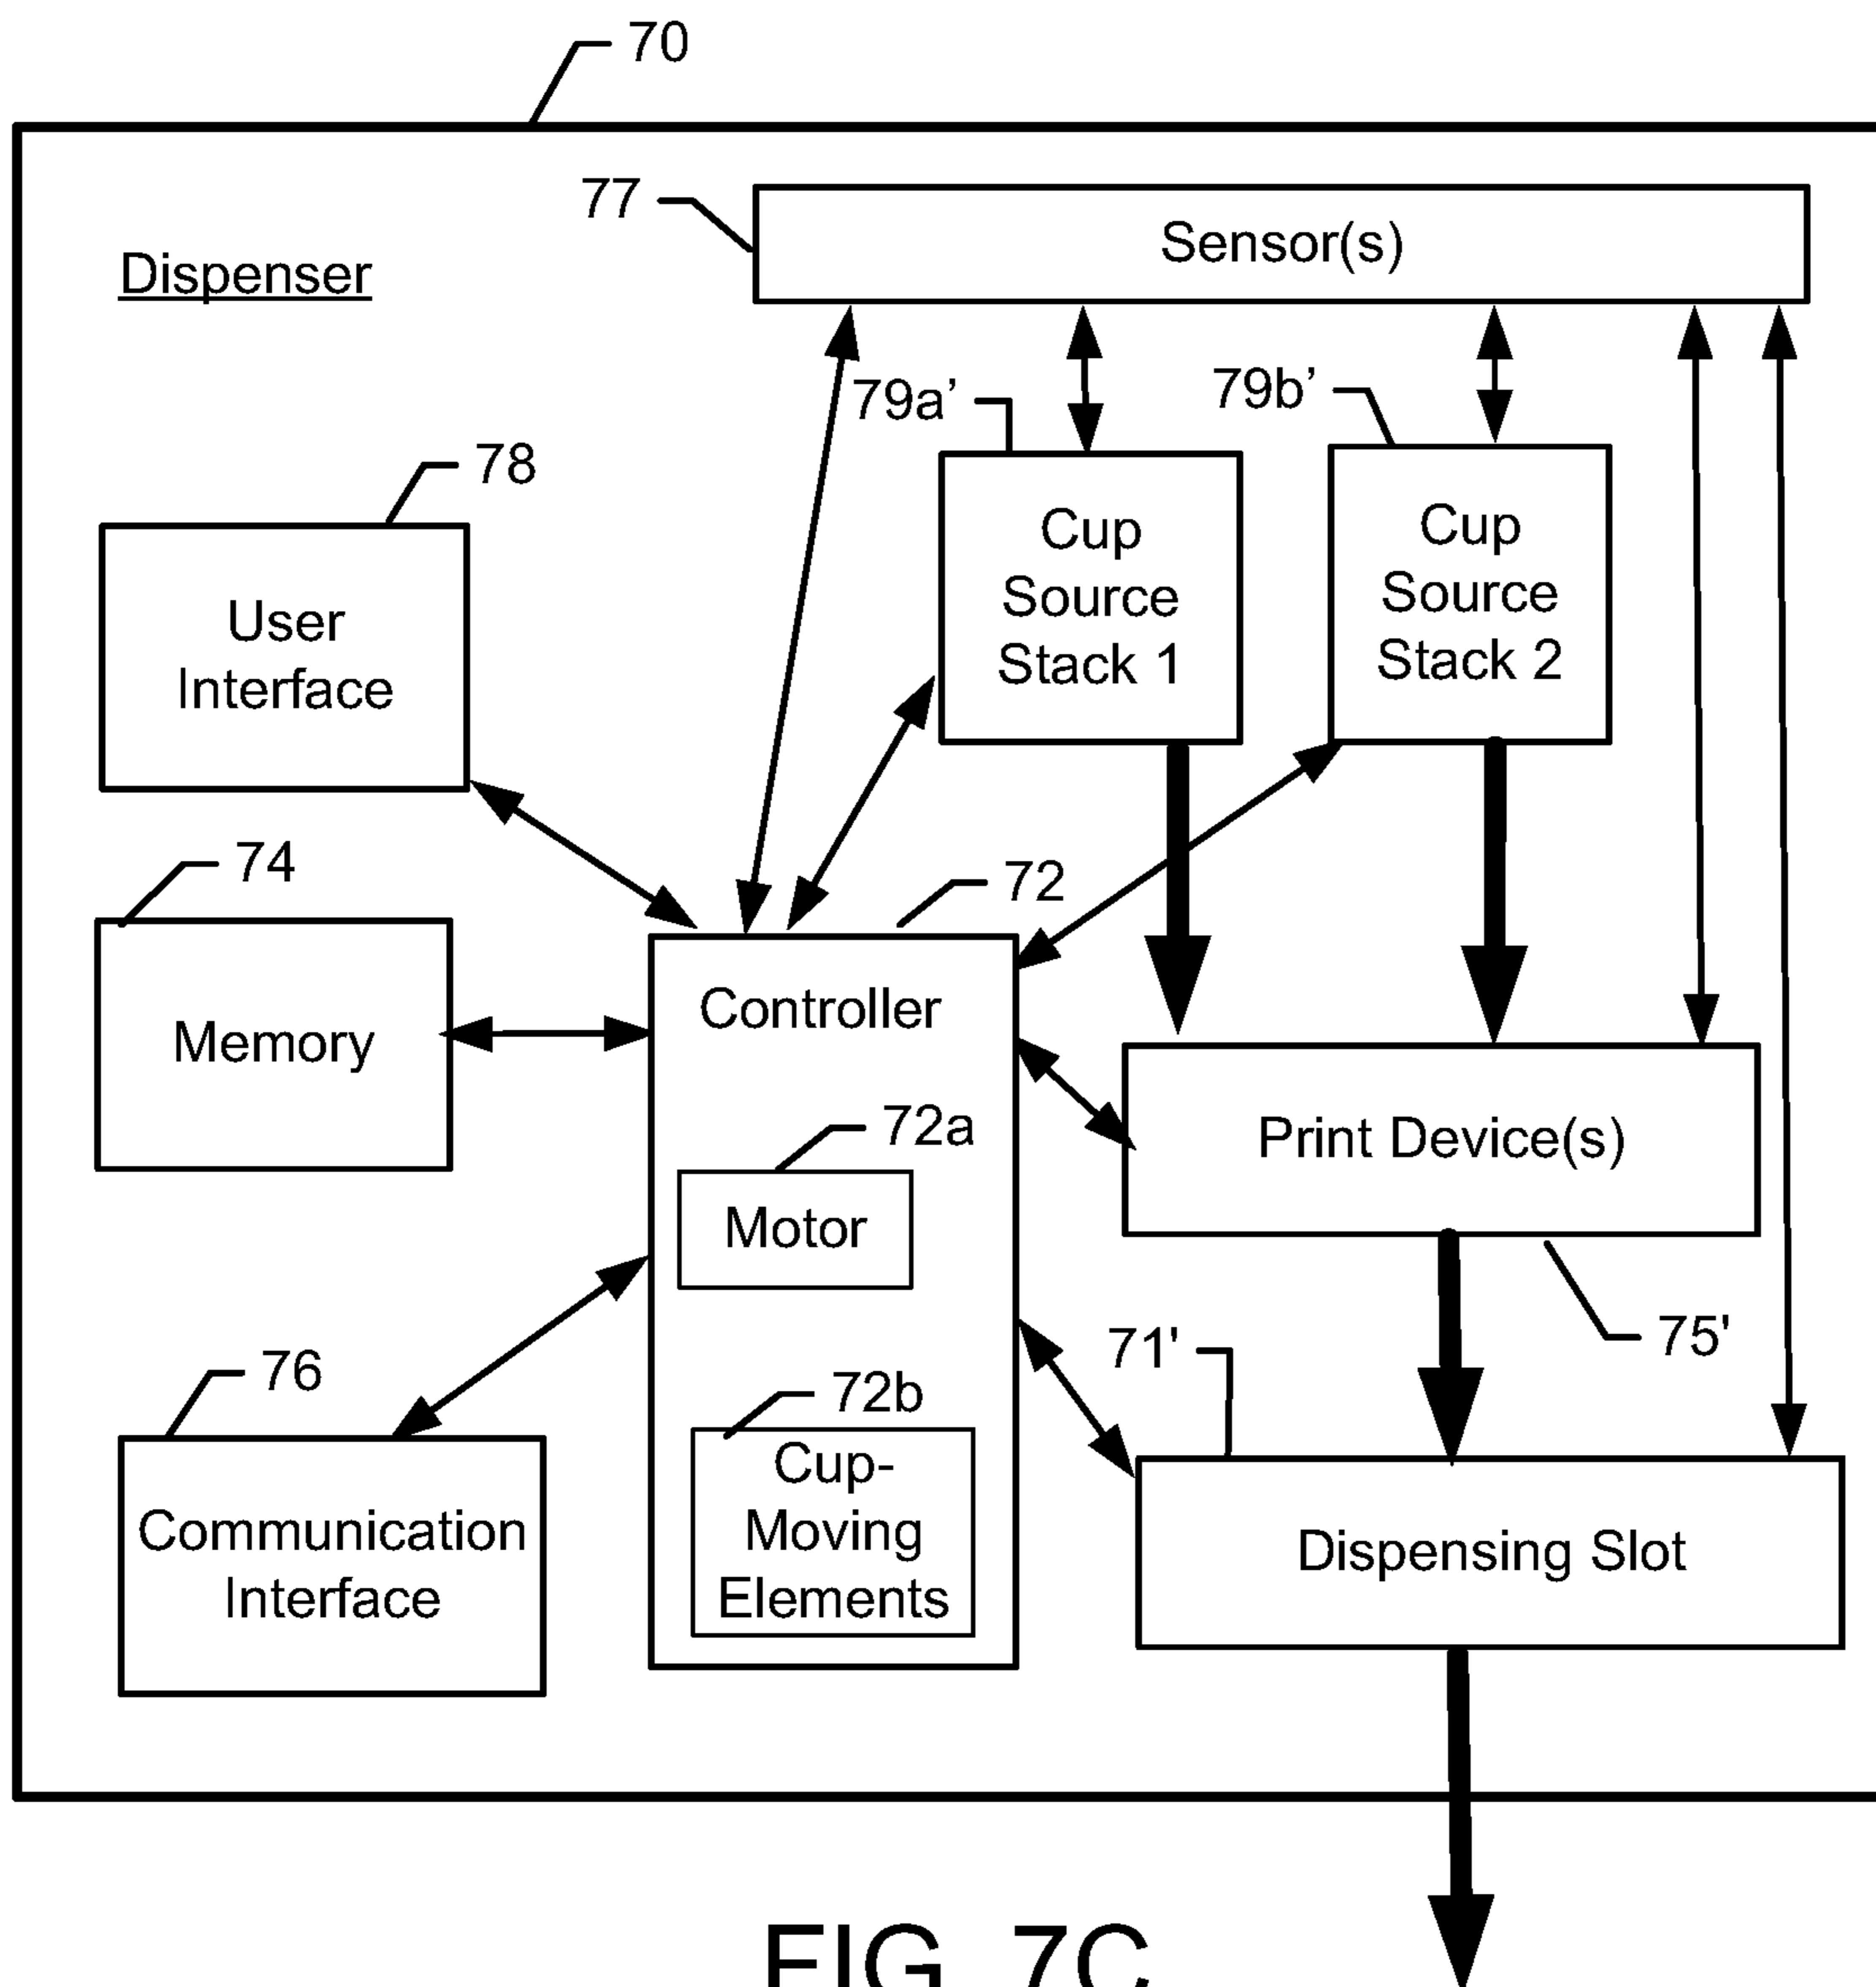 70
77
Sensor(s)
Dispenser
79a’
79b’
78
Cup
Source
Stack 1
Cup
Source
Stack 2
User
Interface
74
72
Memory
Controller
72a
Motor
Print Device(s)
75'
76
71'
72b
Communication
Interface
Cup-
Moving
Elements
Dispensing Slot
FIG. 7C